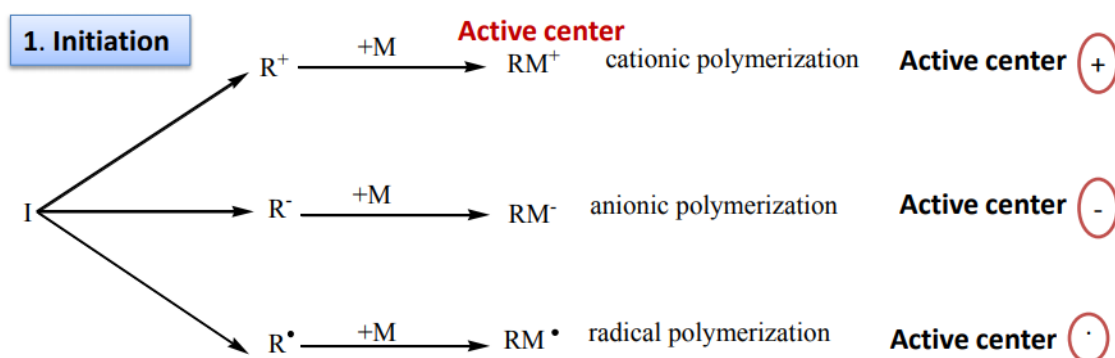 1. Initiation
Active center
R⁺ +M RM⁺ cationic polymerization Active center +
I R⁻ +M RM⁻ anionic polymerization Active center -
R• +M RM• radical polymerization Active center ·